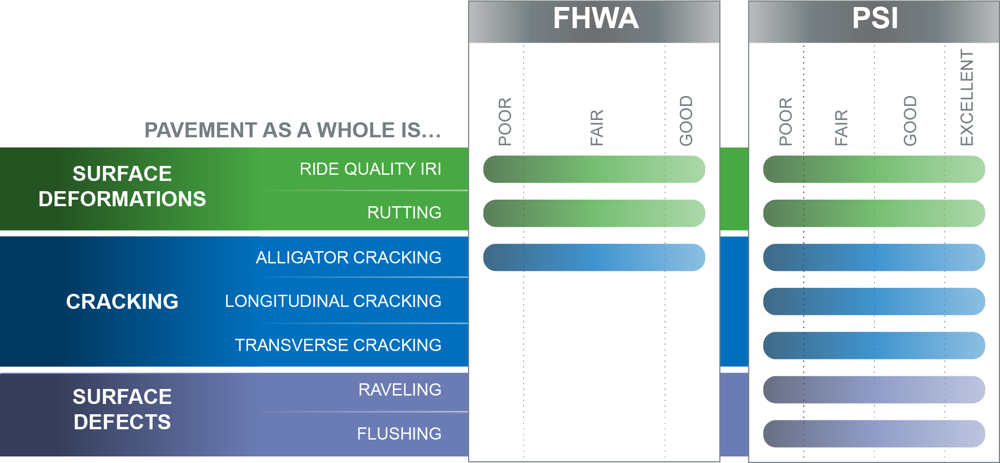 FHWA
PSI
POOR
FAIR
GOOD
POOR
FAIR
GOOD
EXCELLENT
PAVEMENT AS A WHOLE IS…
SURFACE
DEFORMATIONS
RIDE QUALITY IRI
RUTTING
CRACKING
ALLIGATOR CRACKING
LONGITUDINAL CRACKING
TRANSVERSE CRACKING
SURFACE
DEFECTS
RAVELING
FLUSHING